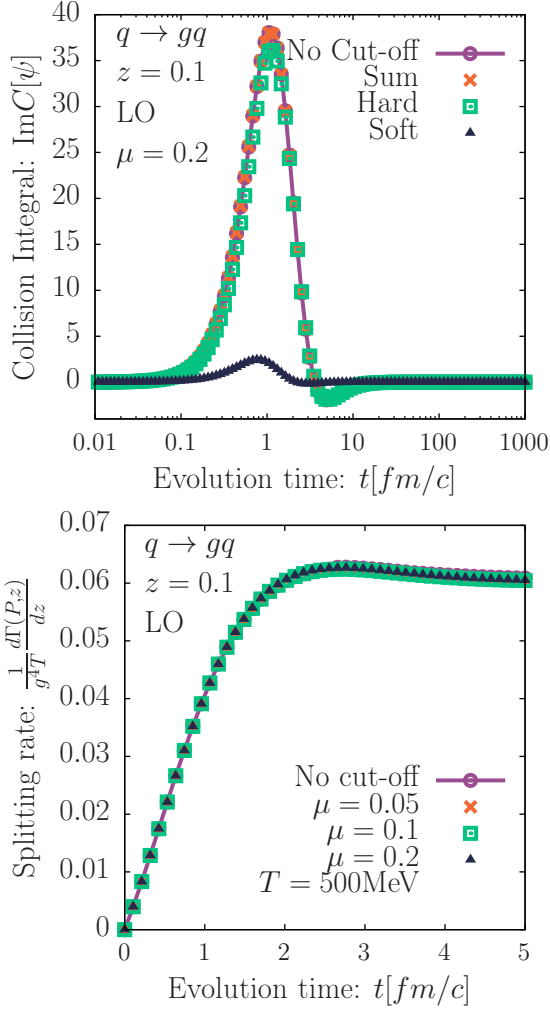 Collision Integral: ImC[ψ]
40
35
30
25
20
15
10
5
0
q → gq
z = 0.1
LO
μ = 0.2
No Cut-off
Sum
Hard
Soft
0.01 0.1 1 10 100 1000
Evolution time: t[fm/c]
Splitting rate: 1/g⁴T dΓ(P,z)/dz
0.07
0.06
0.05
0.04
0.03
0.02
0.01
0
q → gq
z = 0.1
LO
No cut-off
μ = 0.05
μ = 0.1
μ = 0.2
T = 500MeV
0 1 2 3 4 5
Evolution time: t[fm/c]